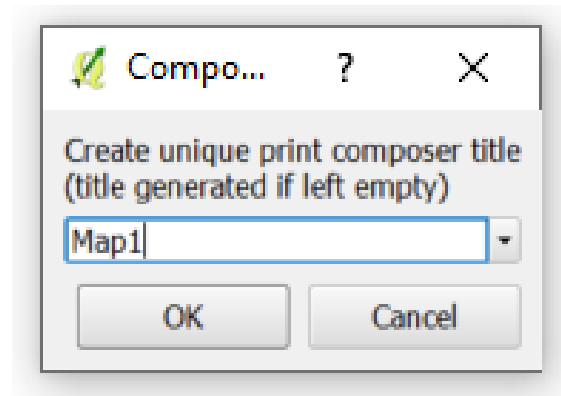 Compo... ?
Create unique print composer title
(title generated if left empty)
Map1
OK Cancel